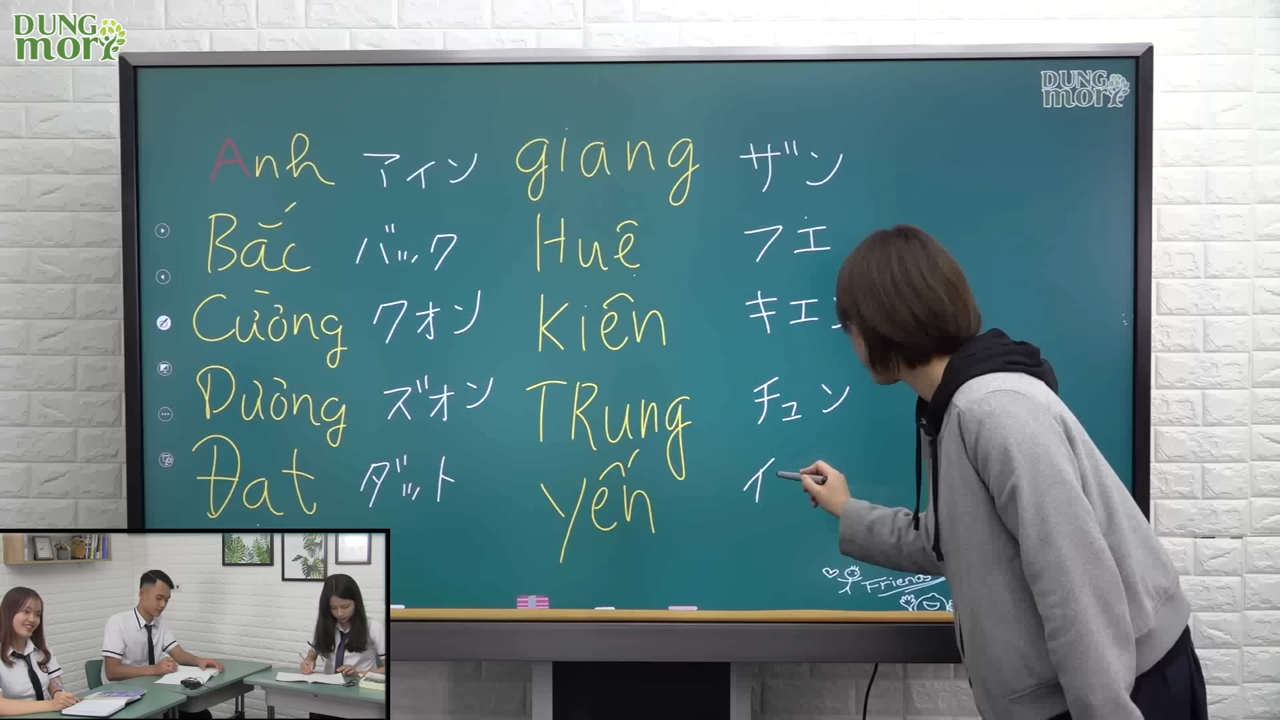 DUNG
mori
DUNG
mori
Anh アイン giang ザン
Bắc バック Huệ フエ
Cường クオン Kiên キエン
Dương ズオン TRung チュン
Đạt ダット Yến イ
Friends